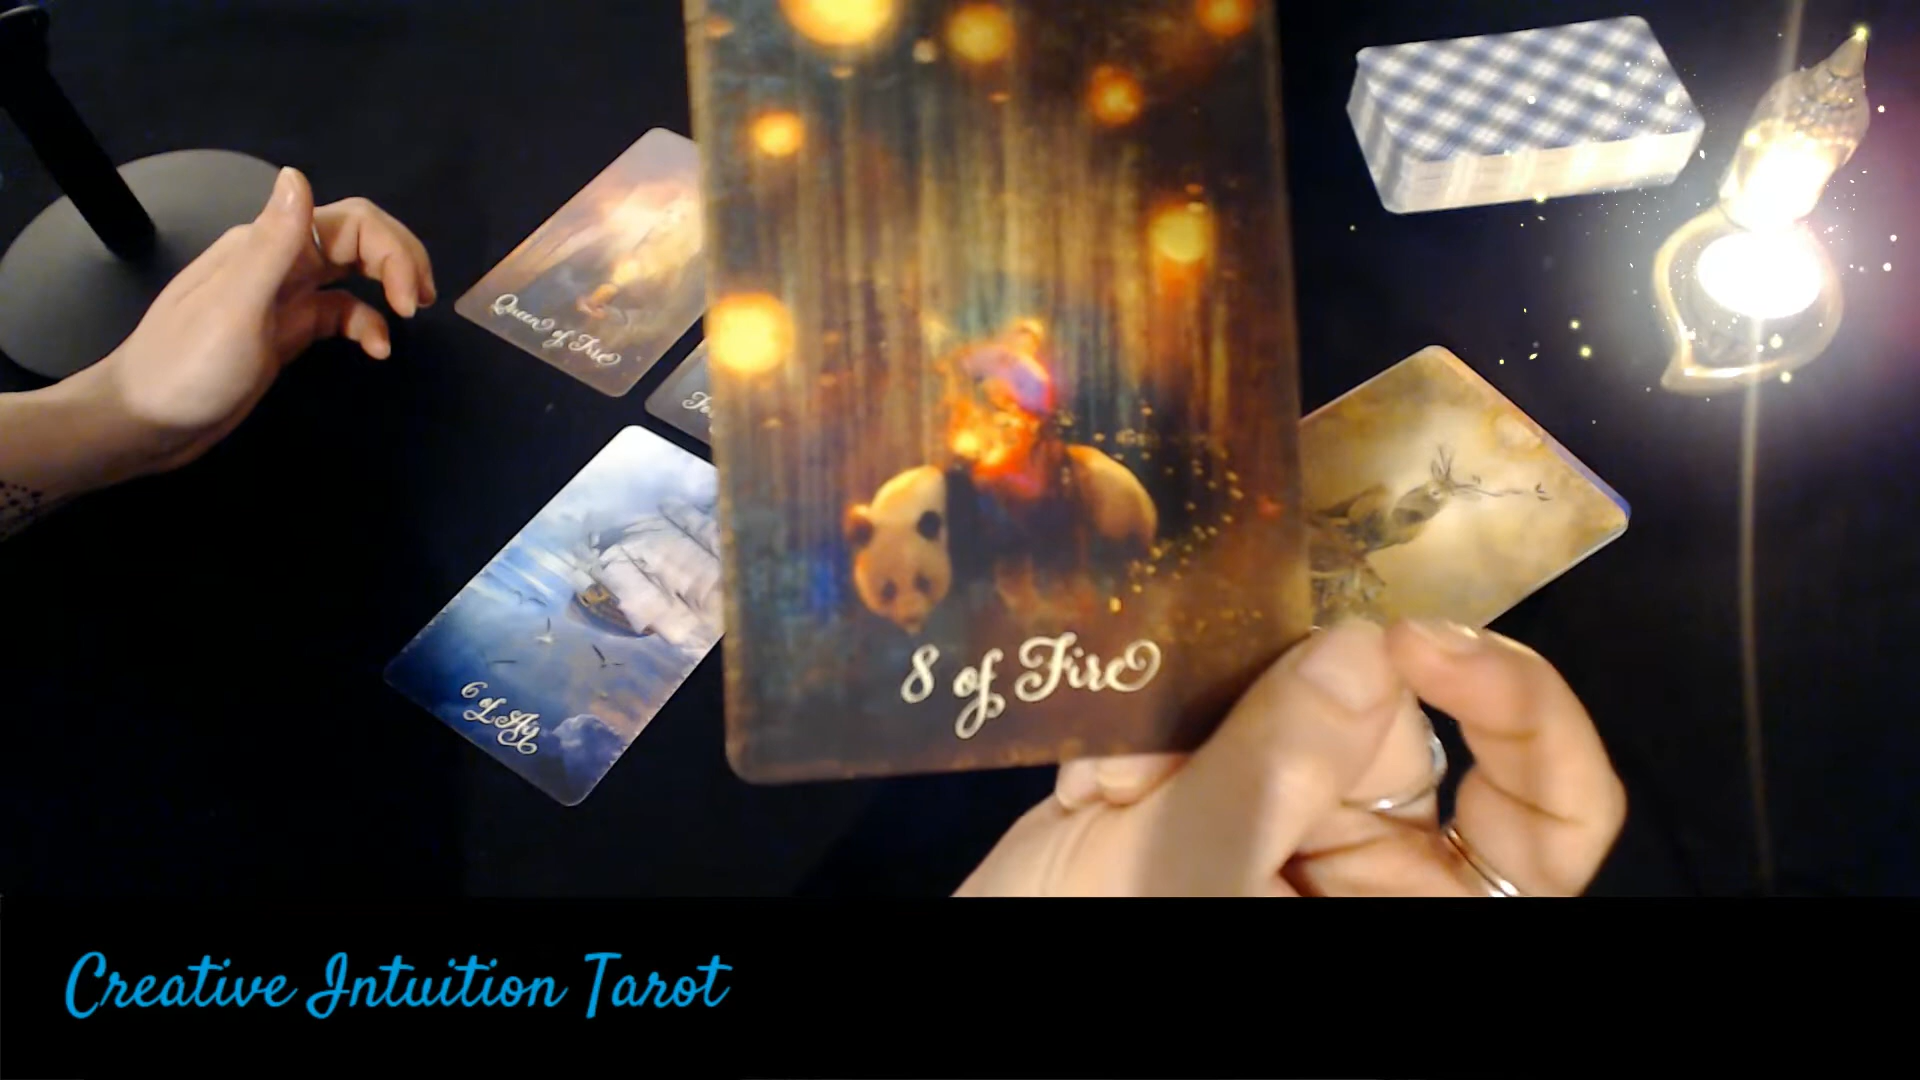 Queen of Fire
8 of Fire
6 of Air
Creative Intuition Tarot